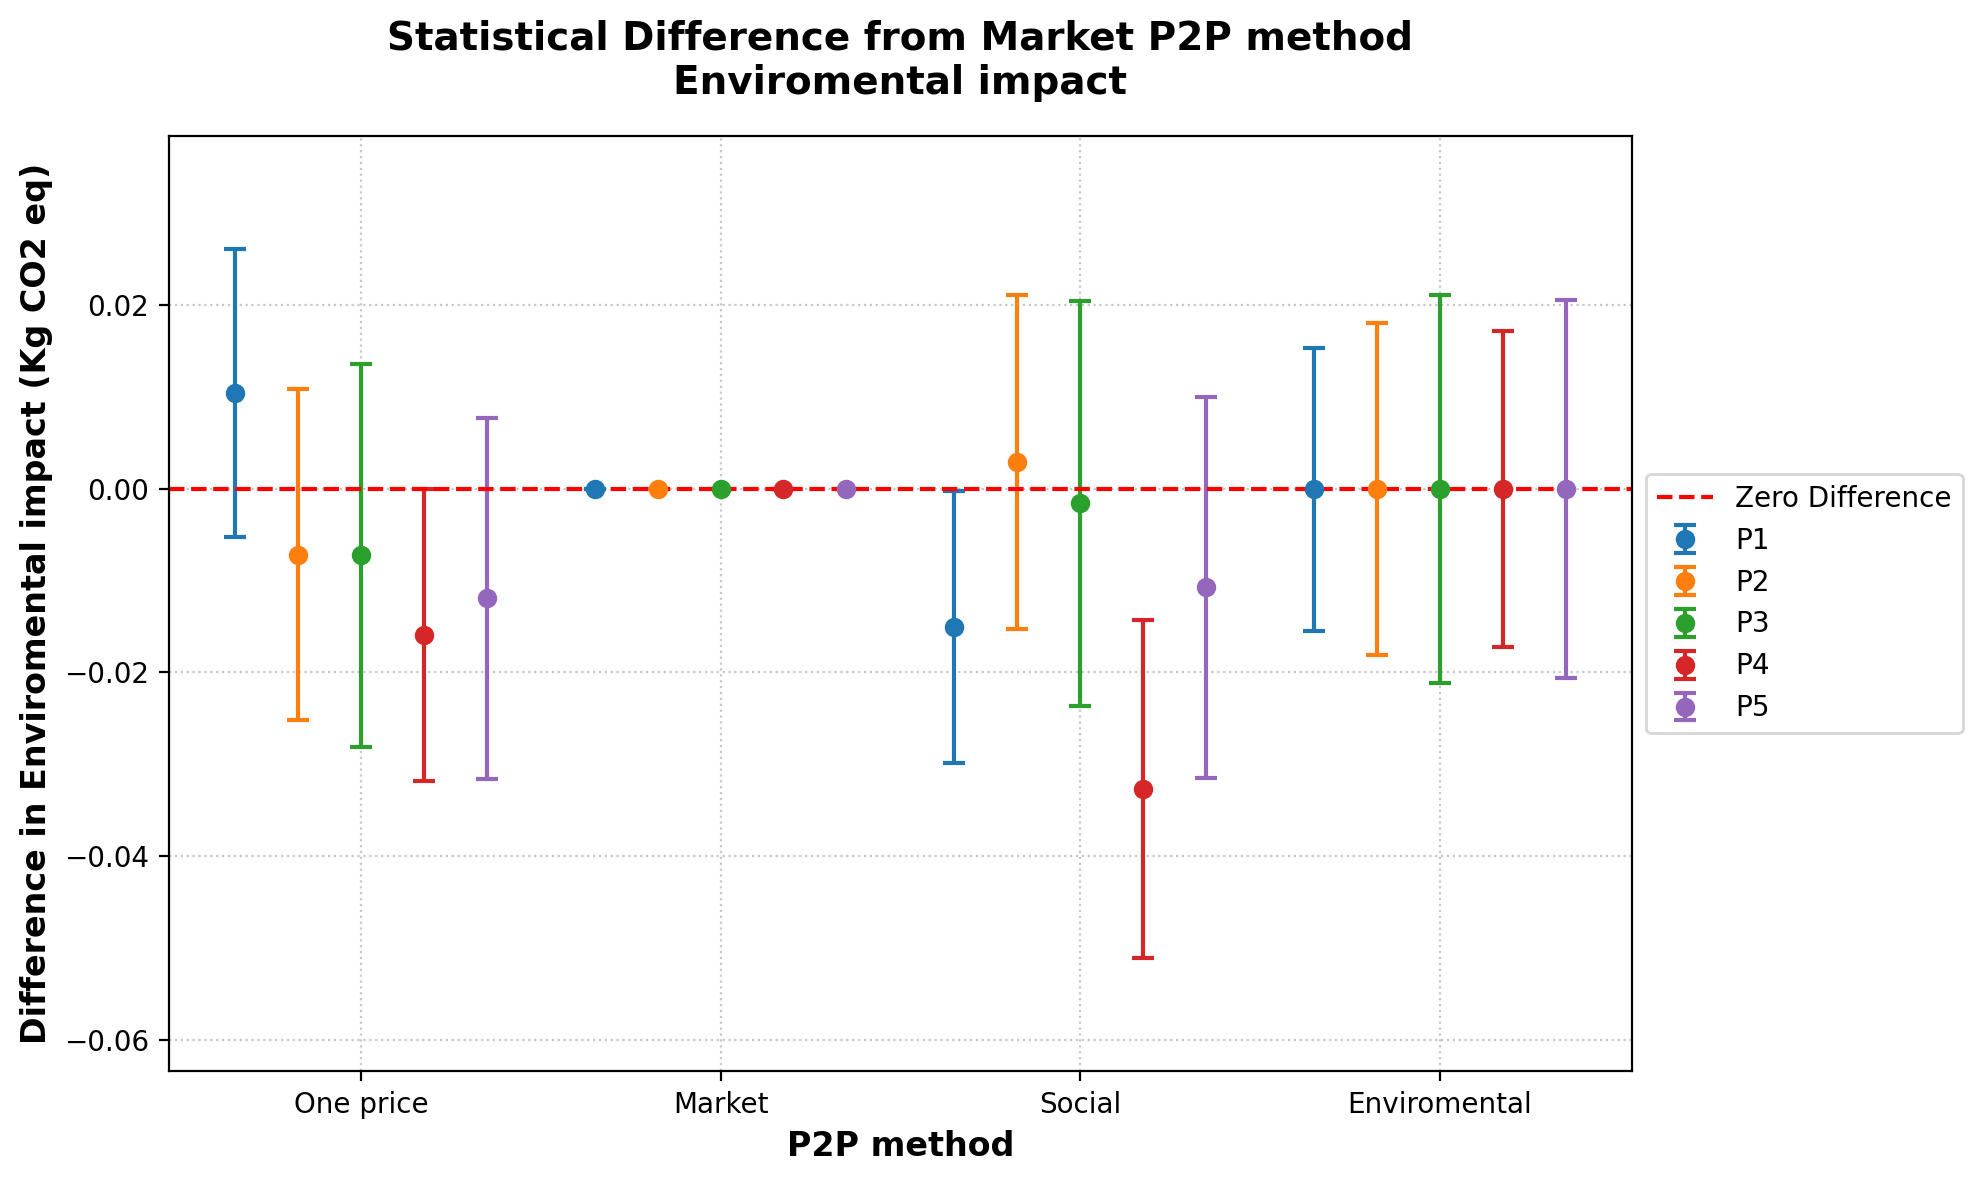 Statistical Difference from Market P2P method
Enviromental impact
Difference in Enviromental impact (Kg CO2 eq)
0.02
0.00
−0.02
−0.04
−0.06
One price
Market
Social
Enviromental
P2P method
Zero Difference
P1
P2
P3
P4
P5